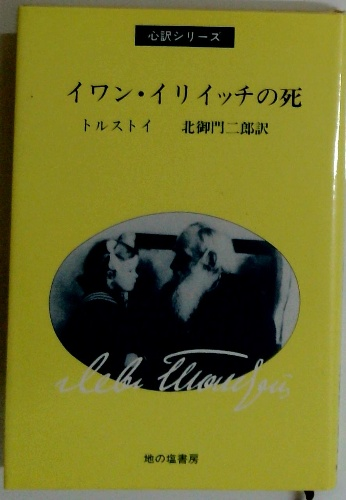 心訳シリーズ
イワン・イリイッチの死
トルストイ 北御門二郎訳
地の塩書房